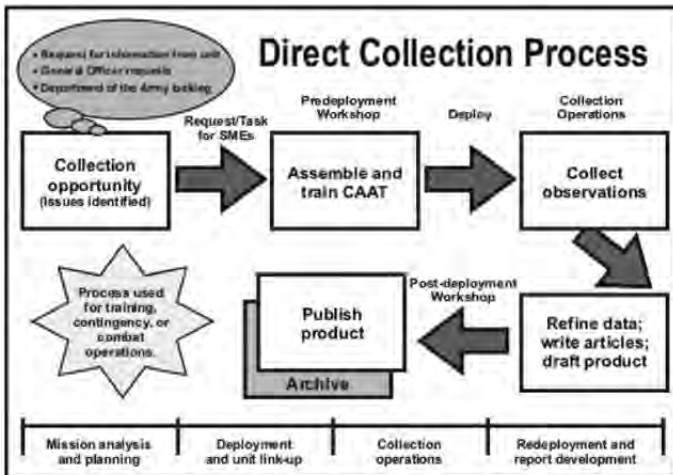 Direct Collection Process
• Request for information from unit
• General Officer requests
• Department of the Army tasking
Collection
opportunity
(Issues identified)
Request/Task
for SMEs
Predeployment
Workshop
Assemble and
train CAAT
Deploy
Collection
Operations
Collect
observations
Refine data;
write articles;
draft product
Post-deployment
Workshop
Publish
product
Archive
Process used
for training,
contingency, or
combat
operations.
Mission analysis
and planning
Deployment
and unit link-up
Collection
operations
Redeployment and
report development